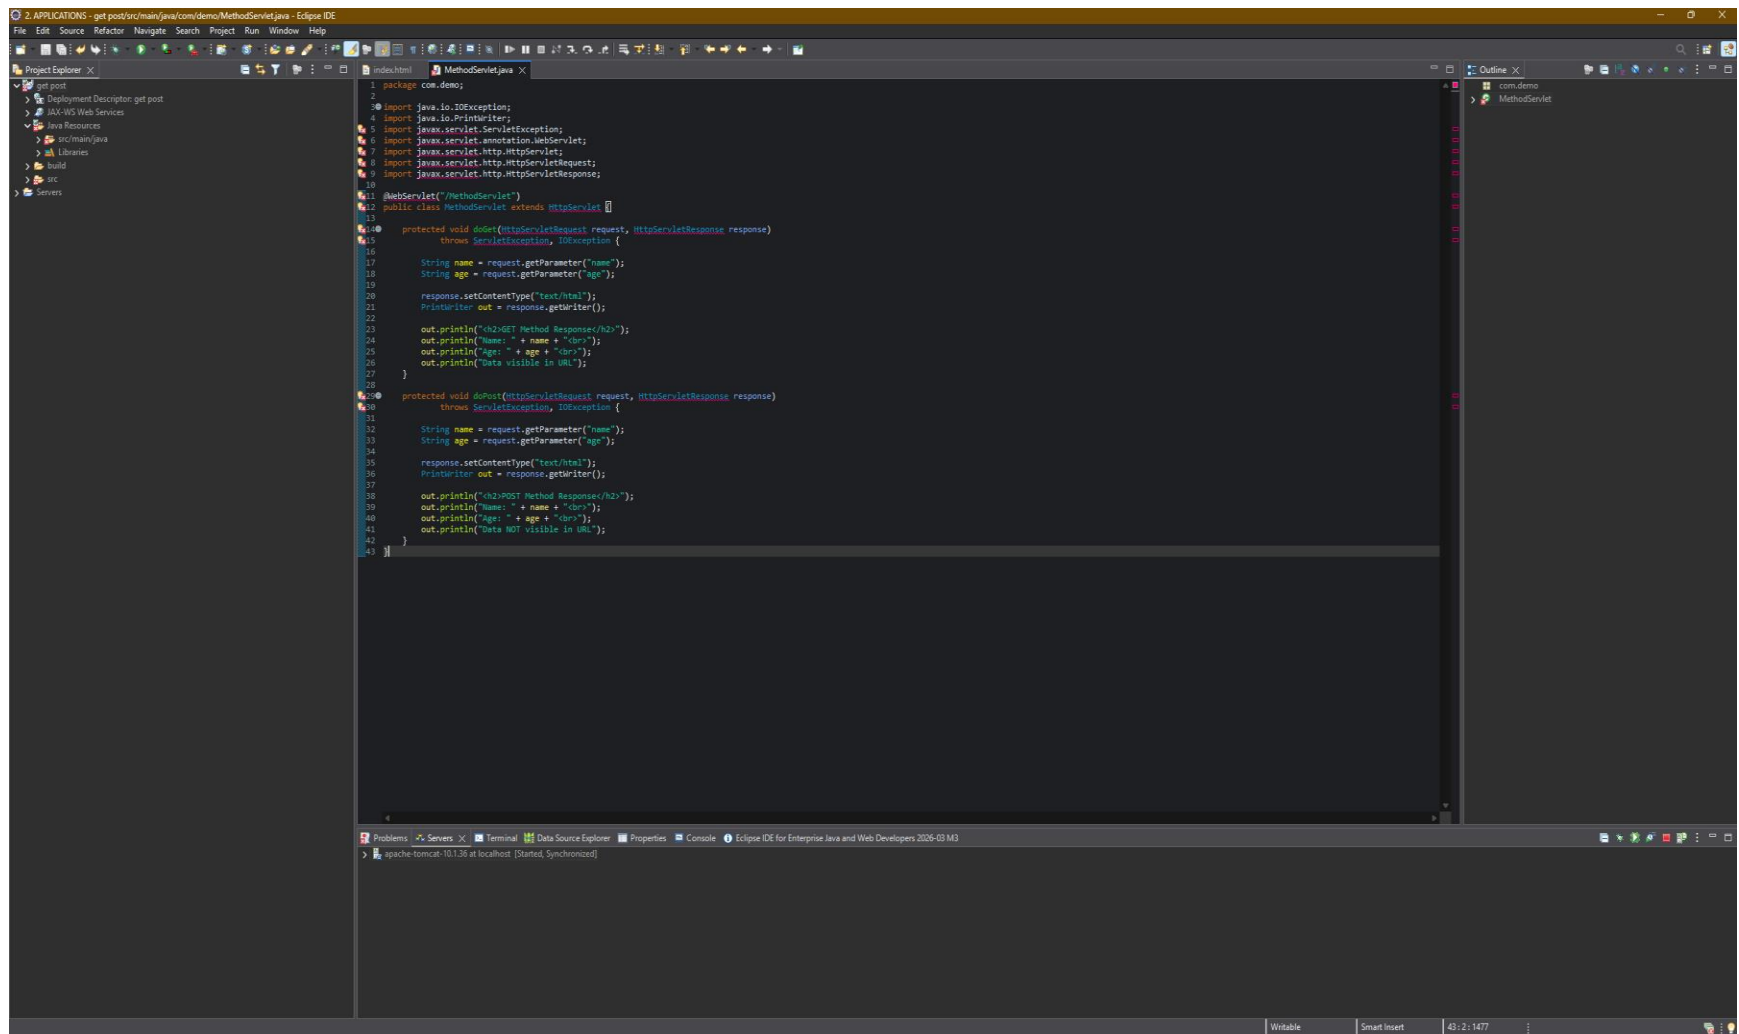 2. APPLICATIONS - get post/src/main/java/com/demo/MethodServlet.java - Eclipse IDE
File Edit Source Refactor Navigate Search Project Run Window Help
Project Explorer
get post
Deployment Descriptor: get post
JAX-WS Web Services
Java Resources
src/main/java
Libraries
build
src
Servers
index.html MethodServlet.java
1 package com.demo;
2
3 import java.io.IOException;
4 import java.io.PrintWriter;
5 import javax.servlet.ServletException;
6 import javax.servlet.annotation.WebServlet;
7 import javax.servlet.http.HttpServlet;
8 import javax.servlet.http.HttpServletRequest;
9 import javax.servlet.http.HttpServletResponse;
10
11 @WebServlet("/MethodServlet")
12 public class MethodServlet extends HttpServlet {
13
14 protected void doGet(HttpServletRequest request, HttpServletResponse response)
15 throws ServletException, IOException {
16
17 String name = request.getParameter("name");
18 String age = request.getParameter("age");
19
20 response.setContentType("text/html");
21 PrintWriter out = response.getWriter();
22
23 out.println("<h2>GET Method Response</h2>");
24 out.println("Name: " + name + "<br>");
25 out.println("Age: " + age + "<br>");
26 out.println("Data visible in URL");
27 }
28
29 protected void doPost(HttpServletRequest request, HttpServletResponse response)
30 throws ServletException, IOException {
31
32 String name = request.getParameter("name");
33 String age = request.getParameter("age");
34
35 response.setContentType("text/html");
36 PrintWriter out = response.getWriter();
37
38 out.println("<h2>POST Method Response</h2>");
39 out.println("Name: " + name + "<br>");
40 out.println("Age: " + age + "<br>");
41 out.println("Data NOT visible in URL");
42 }
43 }
Outline
com.demo
MethodServlet
Problems Servers Terminal Data Source Explorer Properties Console Eclipse IDE for Enterprise Java and Web Developers 2026-03 M3
apache-tomcat-10.1.36 at localhost [Started, Synchronized]
Writable Smart Insert 43 : 2 : 1477